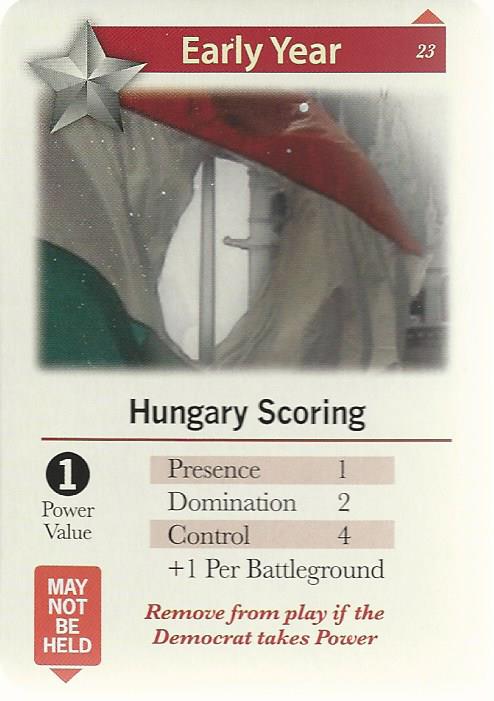 Early Year
23
Hungary Scoring
1
Power
Value
Presence 1
Domination 2
Control 4
+1 Per Battleground
MAY
NOT
BE
HELD
Remove from play if the
Democrat takes Power